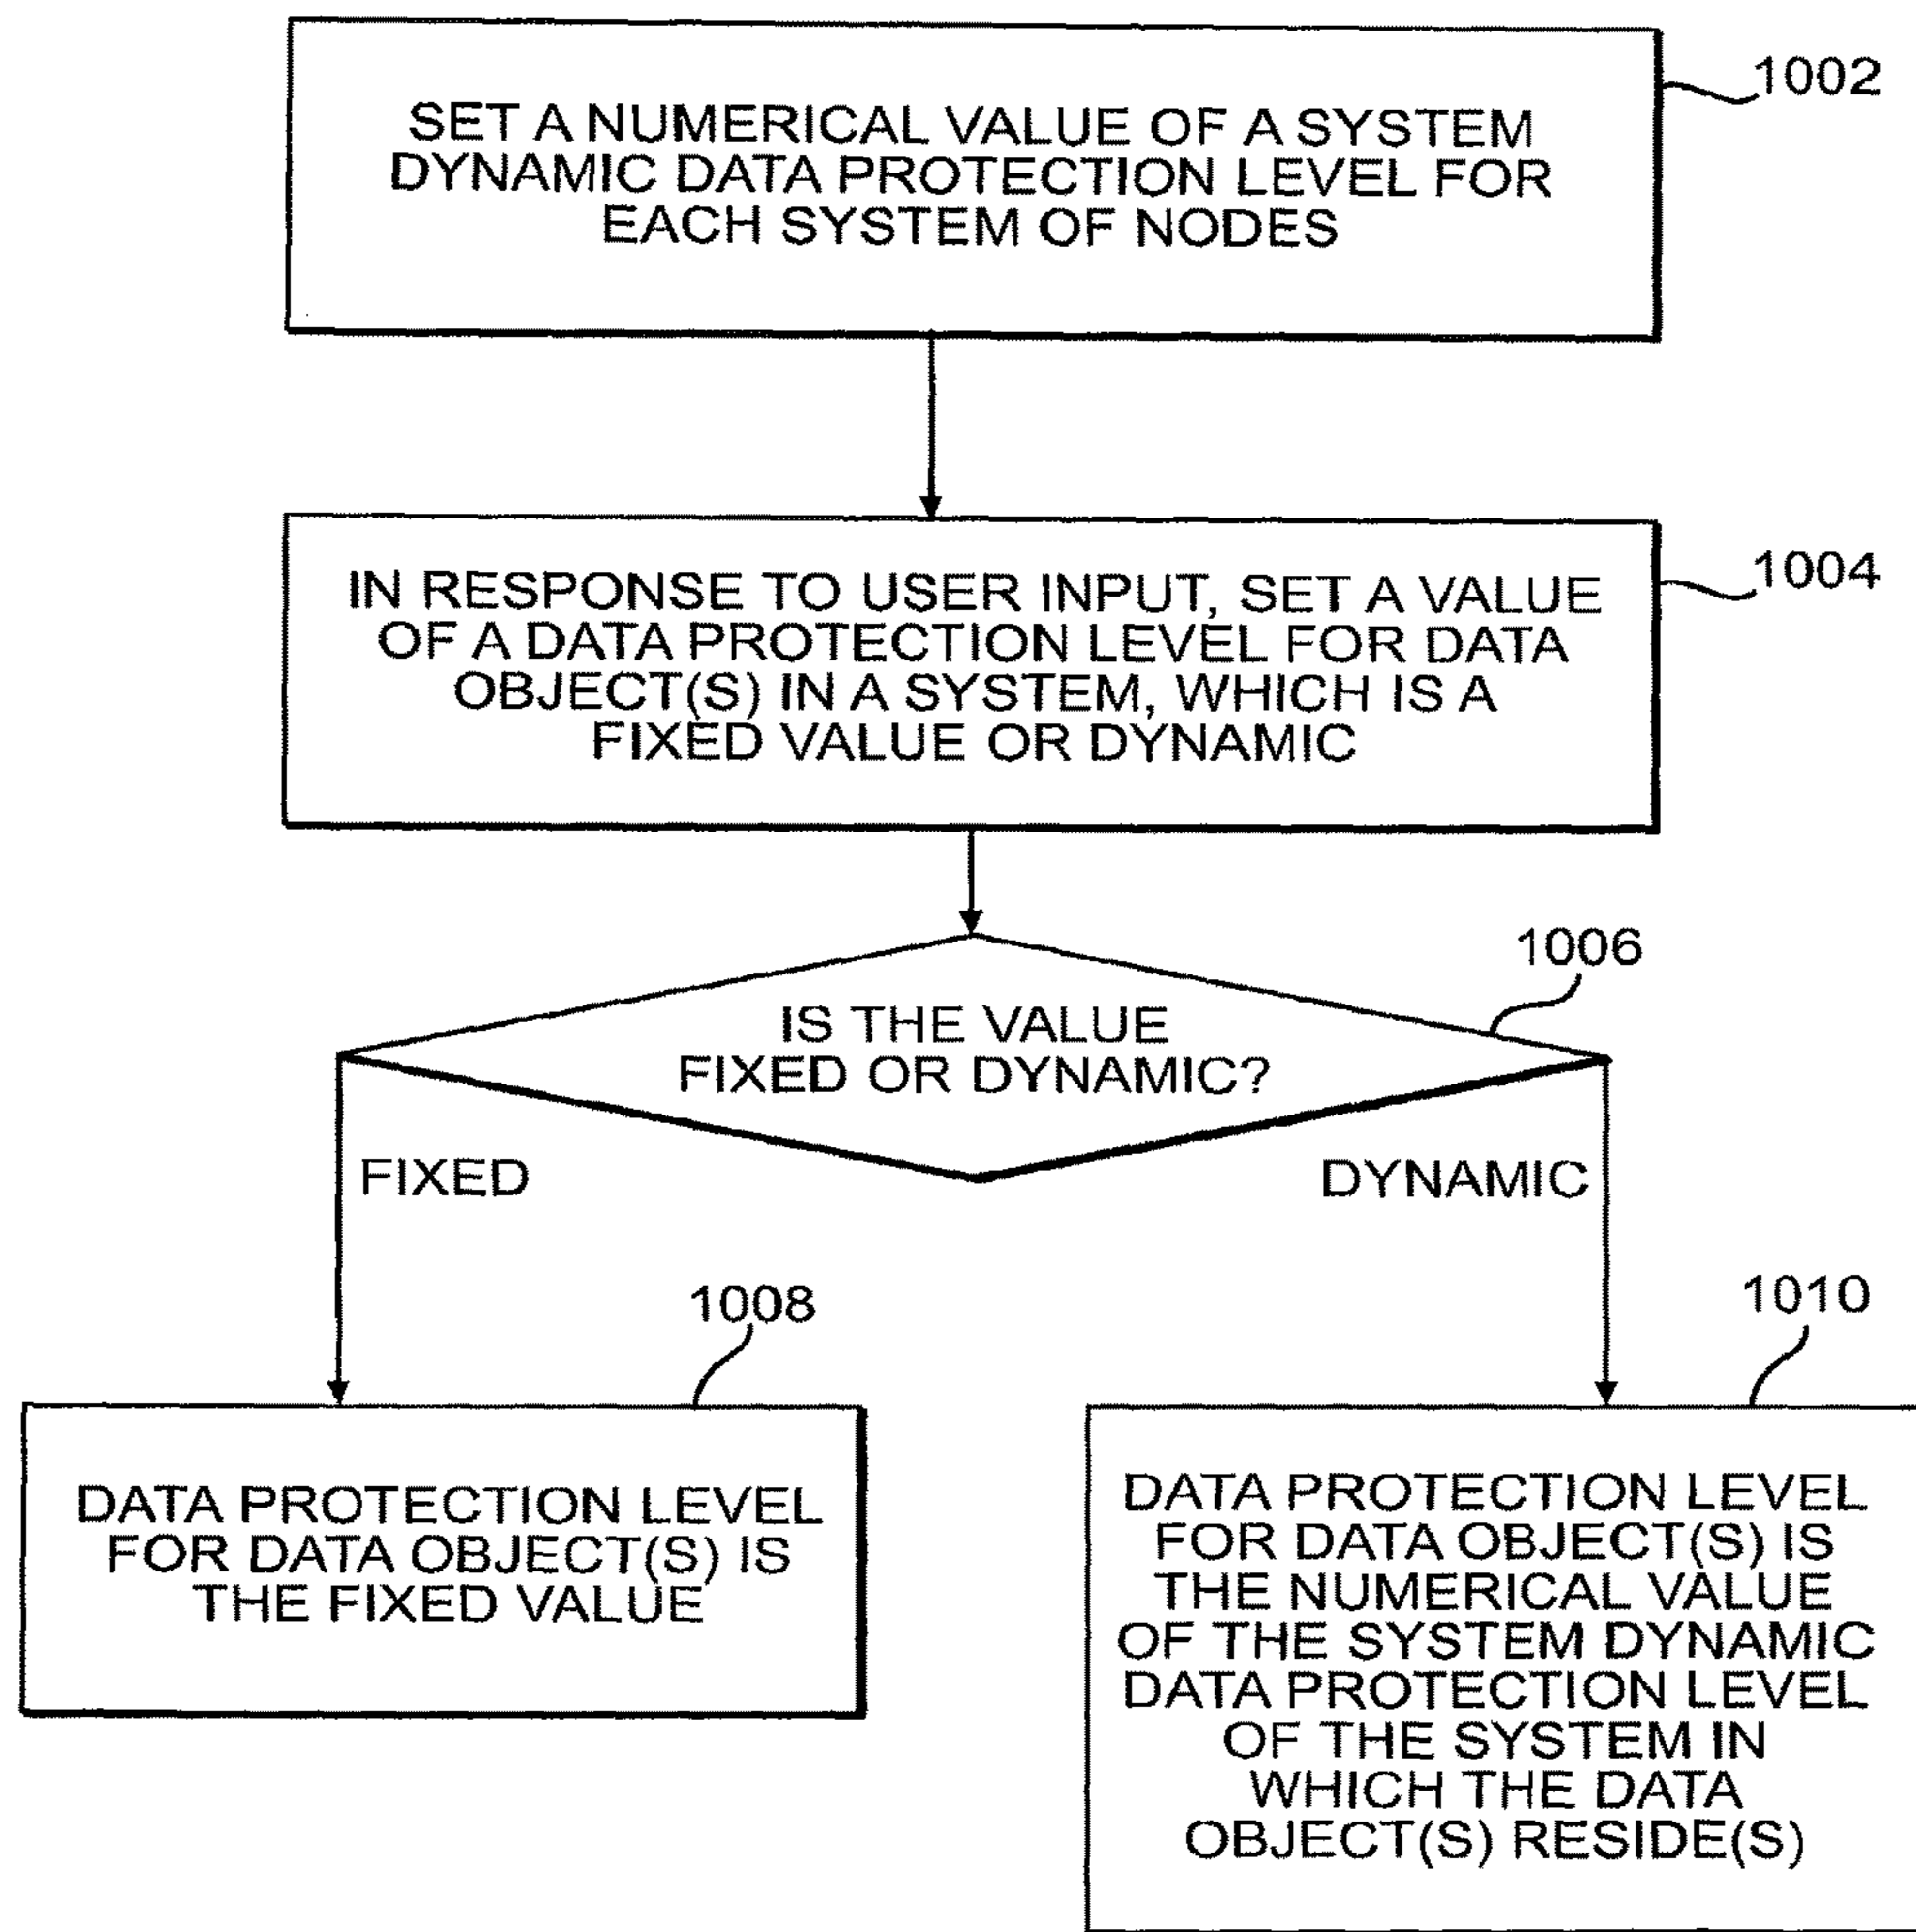 SET A NUMERICAL VALUE OF A SYSTEM
DYNAMIC DATA PROTECTION LEVEL FOR
EACH SYSTEM OF NODES
1002
IN RESPONSE TO USER INPUT, SET A VALUE
OF A DATA PROTECTION LEVEL FOR DATA
OBJECT(S) IN A SYSTEM, WHICH IS A
FIXED VALUE OR DYNAMIC
1004
1006
IS THE VALUE
FIXED OR DYNAMIC?
FIXED
DYNAMIC
1008
DATA PROTECTION LEVEL
FOR DATA OBJECT(S) IS
THE FIXED VALUE
1010
DATA PROTECTION LEVEL
FOR DATA OBJECT(S) IS
THE NUMERICAL VALUE
OF THE SYSTEM DYNAMIC
DATA PROTECTION LEVEL
OF THE SYSTEM IN
WHICH THE DATA
OBJECT(S) RESIDE(S)